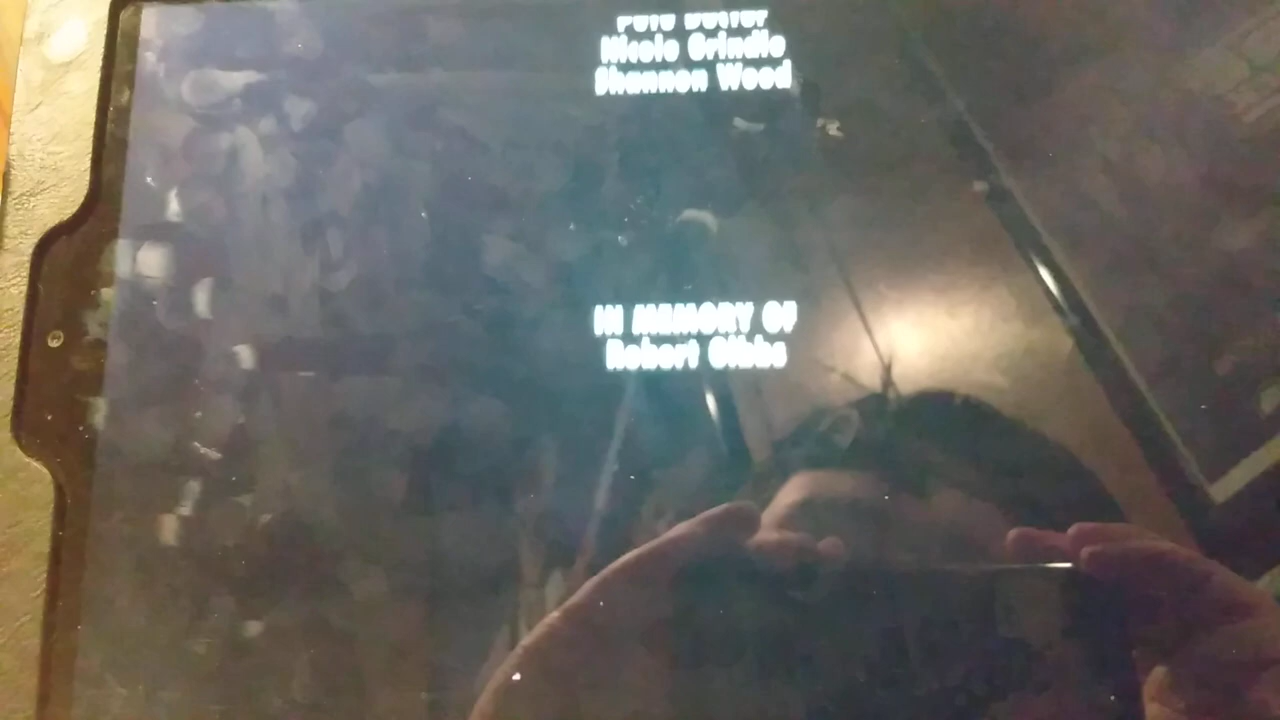 Nicole Grindle
Shannon Wood
IN MEMORY OF
Robert Gibbs